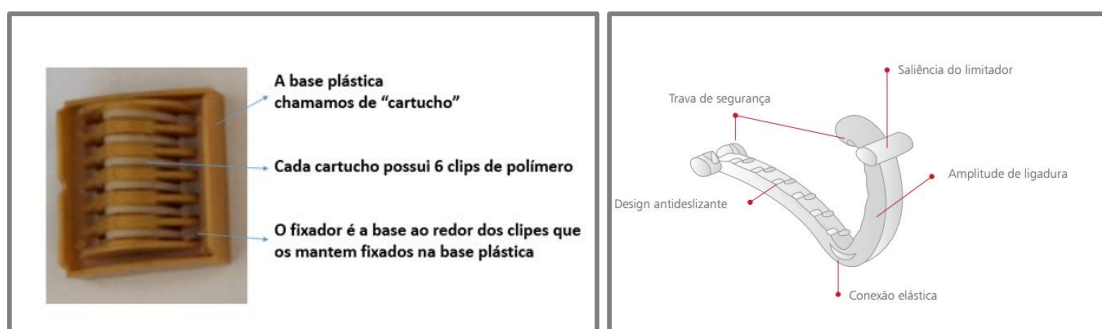 A base plástica
chamamos de “cartucho”
Cada cartucho possui 6 clips de polímero
O fixador é a base ao redor dos clipes que
os mantem fixados na base plástica
Saliência do limitador
Trava de segurança
Amplitude de ligadura
Design antideslizante
Conexão elástica